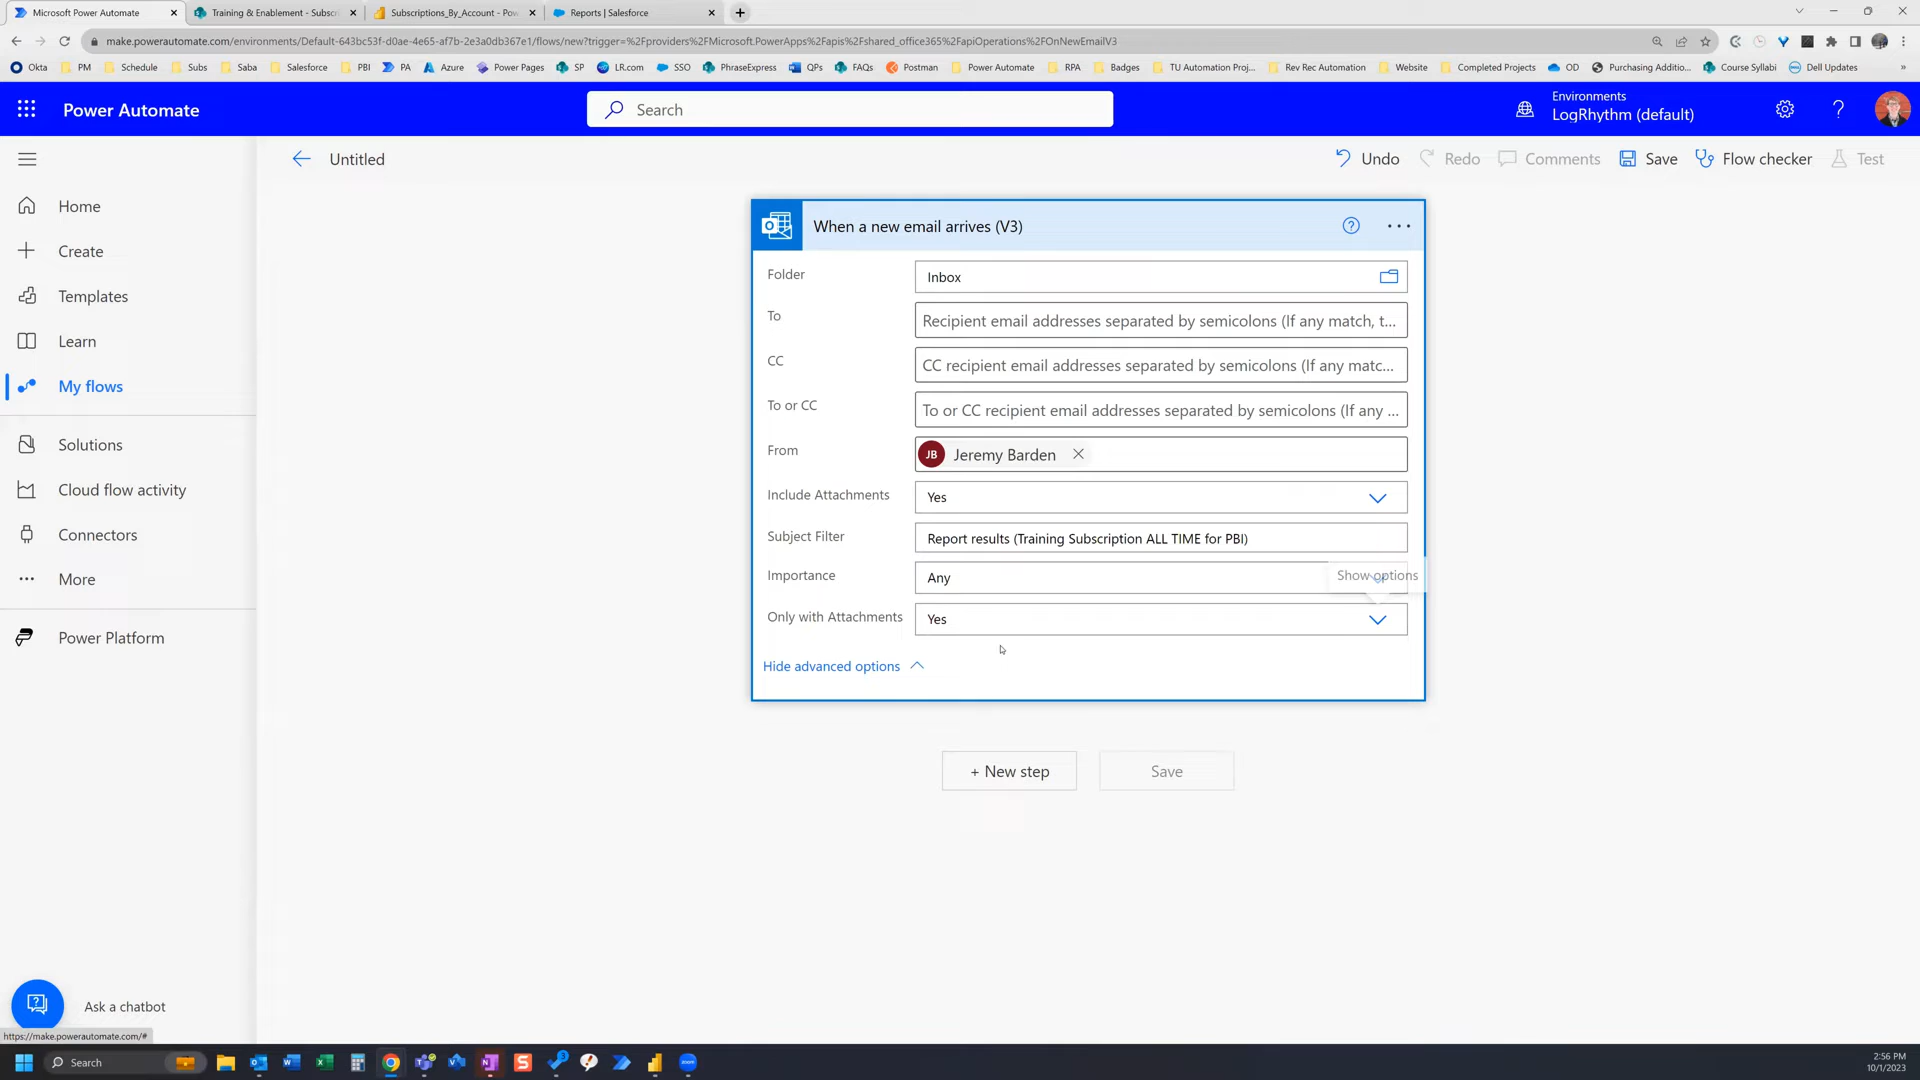 Microsoft Power Automate
Training & Enablement - Subscri
Subscriptions_By_Account - Pow
Reports | Salesforce
make.powerautomate.com/environments/Default-643bc53f-d0ae-4e65-af7b-2e3a0db367e1/flows/new?trigger=%2Fproviders%2FMicrosoft.PowerApps%2Fapis%2Fshared_office365%2FapiOperations%2FOnNewEmailV3
Okta
PM
Schedule
Subs
Saba
Salesforce
PBI
PA
Azure
Power Pages
SP
LR.com
SSO
PhraseExpress
QPs
FAQs
Postman
Power Automate
RPA
Badges
TU Automation Proj...
Rev Rec Automation
Website
Completed Projects
OD
Purchasing Additio...
Course Syllabi
Dell Updates
»
Power Automate
Search
Environments
LogRhythm (default)
Untitled
Undo
Redo
Comments
Save
Flow checker
Test
Home
Create
Templates
Learn
My flows
Solutions
Cloud flow activity
Connectors
More
Power Platform
When a new email arrives (V3)
Folder
Inbox
To
Recipient email addresses separated by semicolons (If any match, t...
CC
CC recipient email addresses separated by semicolons (If any matc...
To or CC
To or CC recipient email addresses separated by semicolons (If any ...
From
JB Jeremy Barden
Include Attachments
Yes
Subject Filter
Report results (Training Subscription ALL TIME for PBI)
Importance
Any
Show options
Only with Attachments
Yes
Hide advanced options
+ New step
Save
Ask a chatbot
https://make.powerautomate.com/#
Search
2:56 PM
10/1/2023